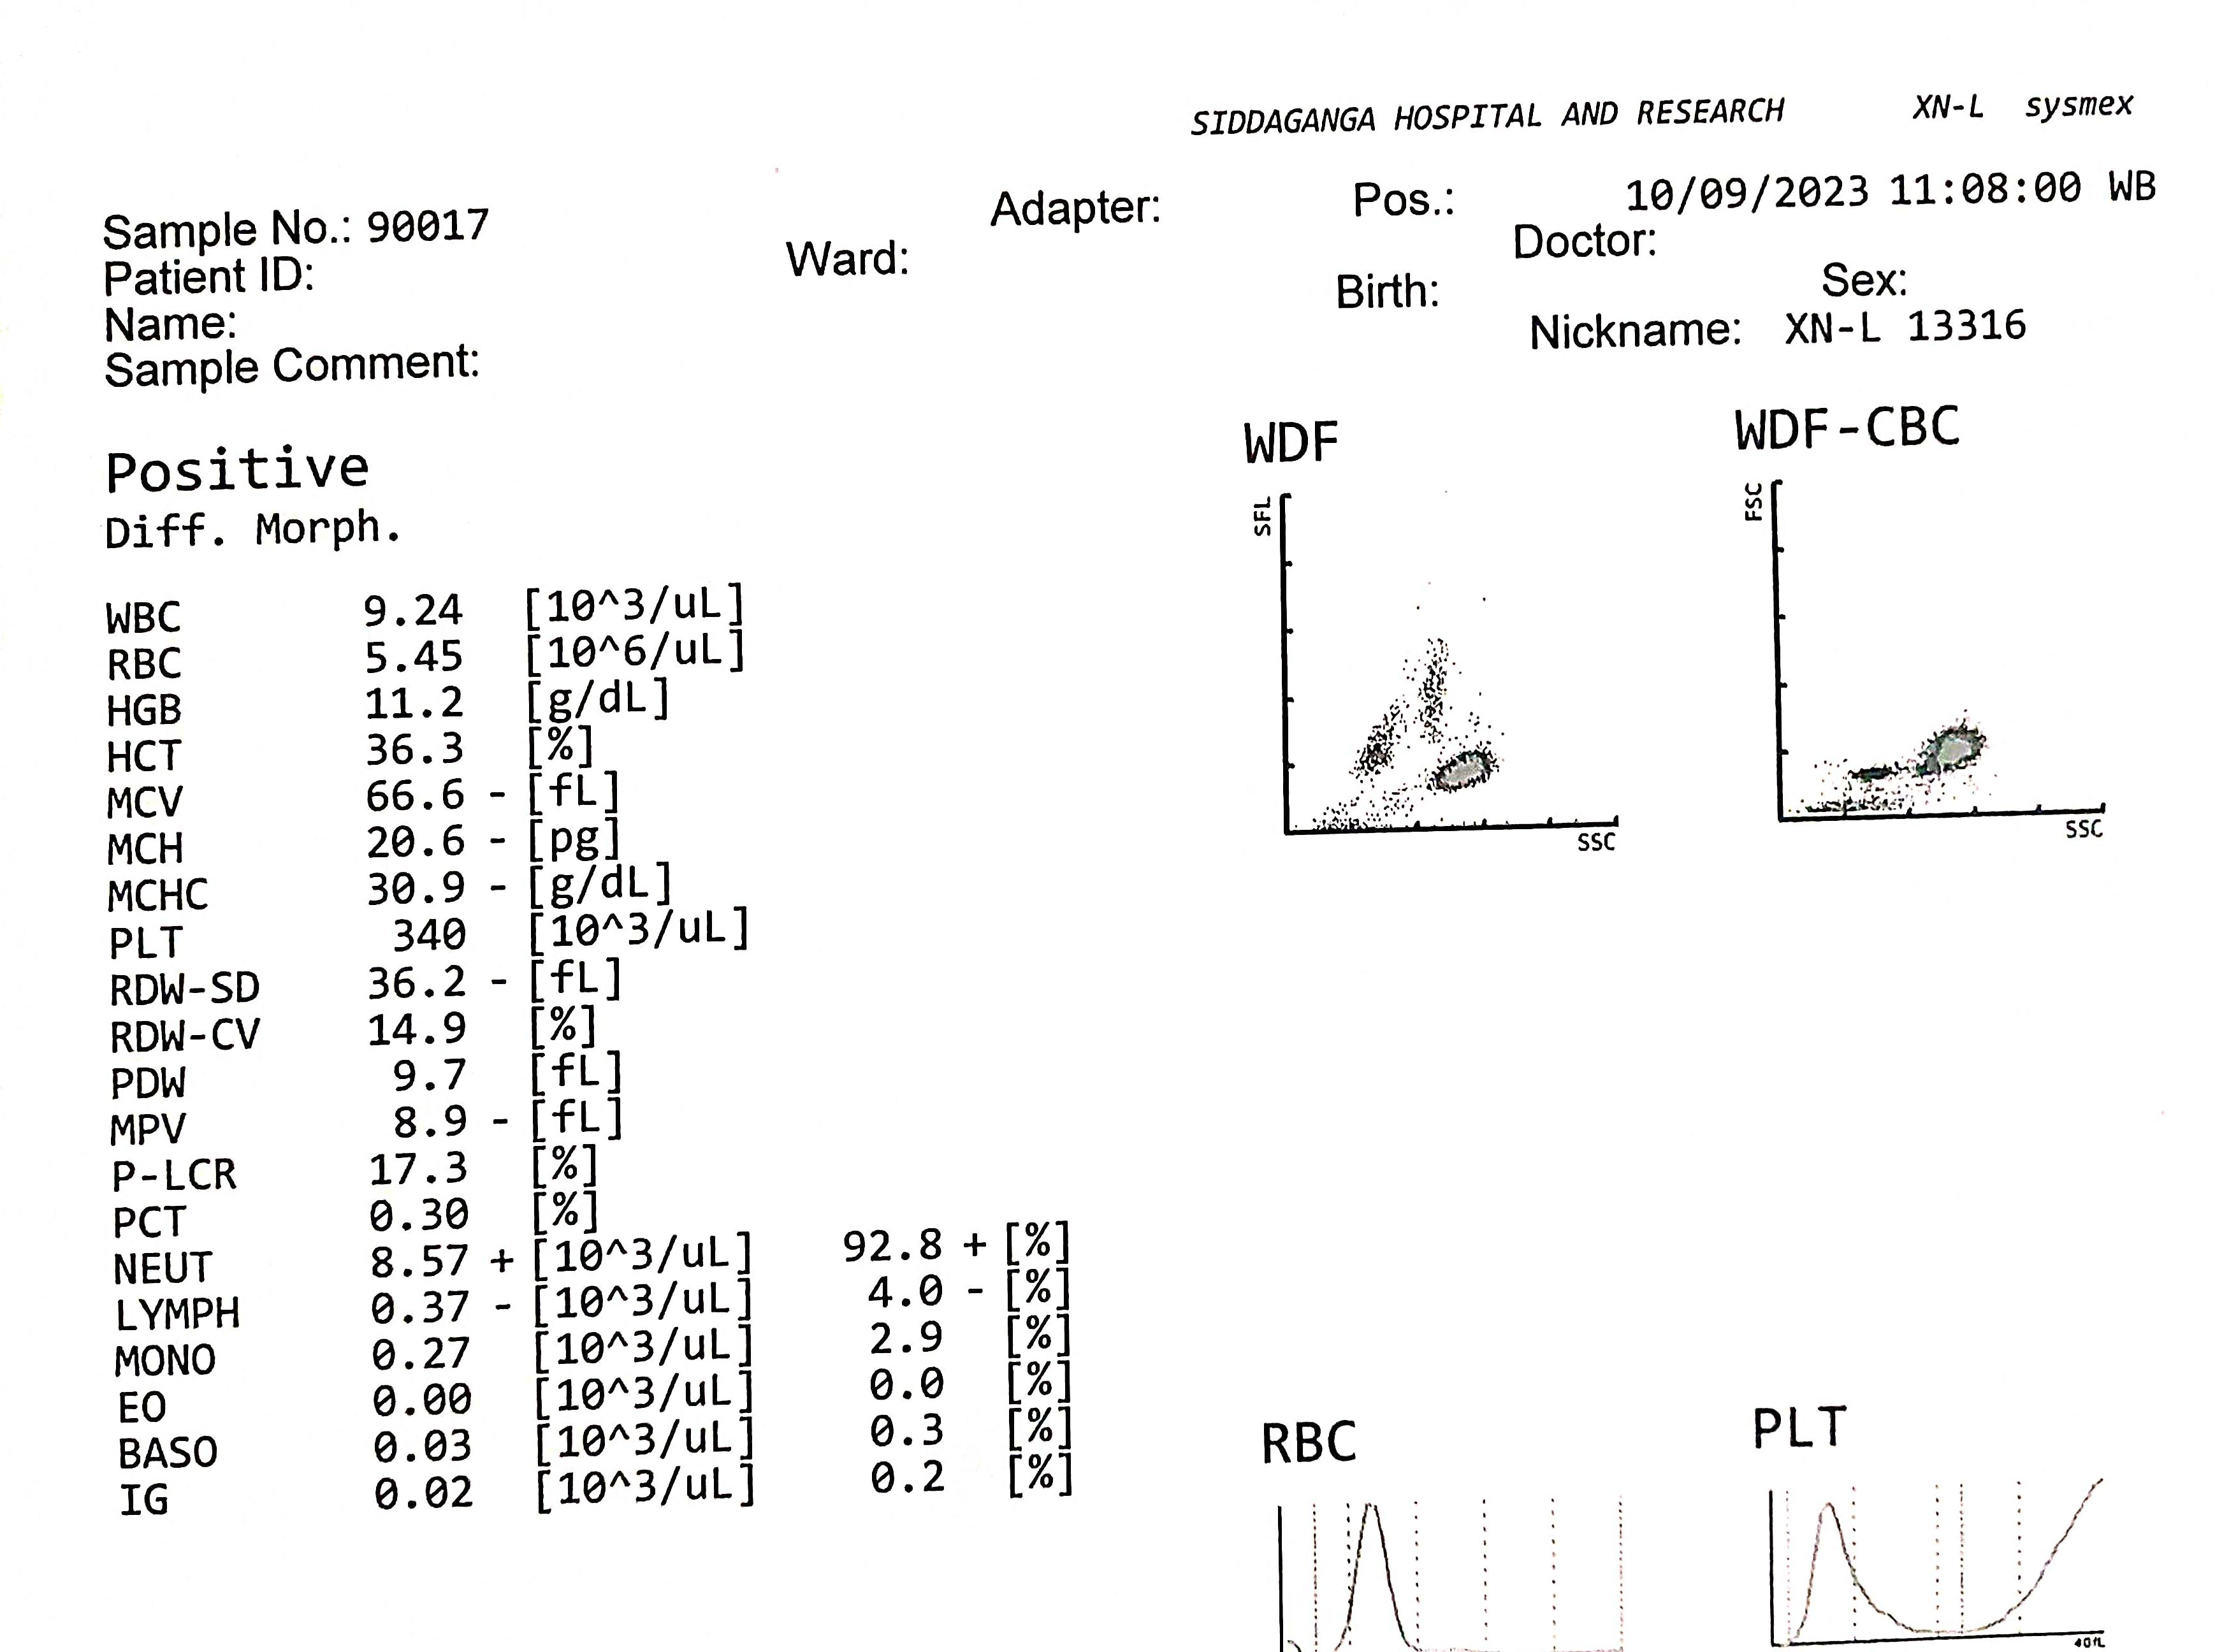 SIDDAGANGA HOSPITAL AND RESEARCH XN-L sysmex
Sample No.: 90017 Adapter: Pos.: 10/09/2023 11:08:00 WB
Patient ID: Ward: Doctor:
Name: Birth: Sex:
Sample Comment: Nickname: XN-L 13316
Positive
Diff. Morph.
WBC 9.24 [10^3/uL]
RBC 5.45 [10^6/uL]
HGB 11.2 [g/dL]
HCT 36.3 [%]
MCV 66.6 - [fL]
MCH 20.6 - [pg]
MCHC 30.9 - [g/dL]
PLT 340 [10^3/uL]
RDW-SD 36.2 - [fL]
RDW-CV 14.9 [%]
PDW 9.7 [fL]
MPV 8.9 - [fL]
P-LCR 17.3 [%]
PCT 0.30 [%]
NEUT 8.57 + [10^3/uL] 92.8 + [%]
LYMPH 0.37 - [10^3/uL] 4.0 - [%]
MONO 0.27 [10^3/uL] 2.9 [%]
EO 0.00 [10^3/uL] 0.0 [%]
BASO 0.03 [10^3/uL] 0.3 [%]
IG 0.02 [10^3/uL] 0.2 [%]
WDF WDF-CBC
SFL FSC
SSC SSC
RBC PLT
40fL